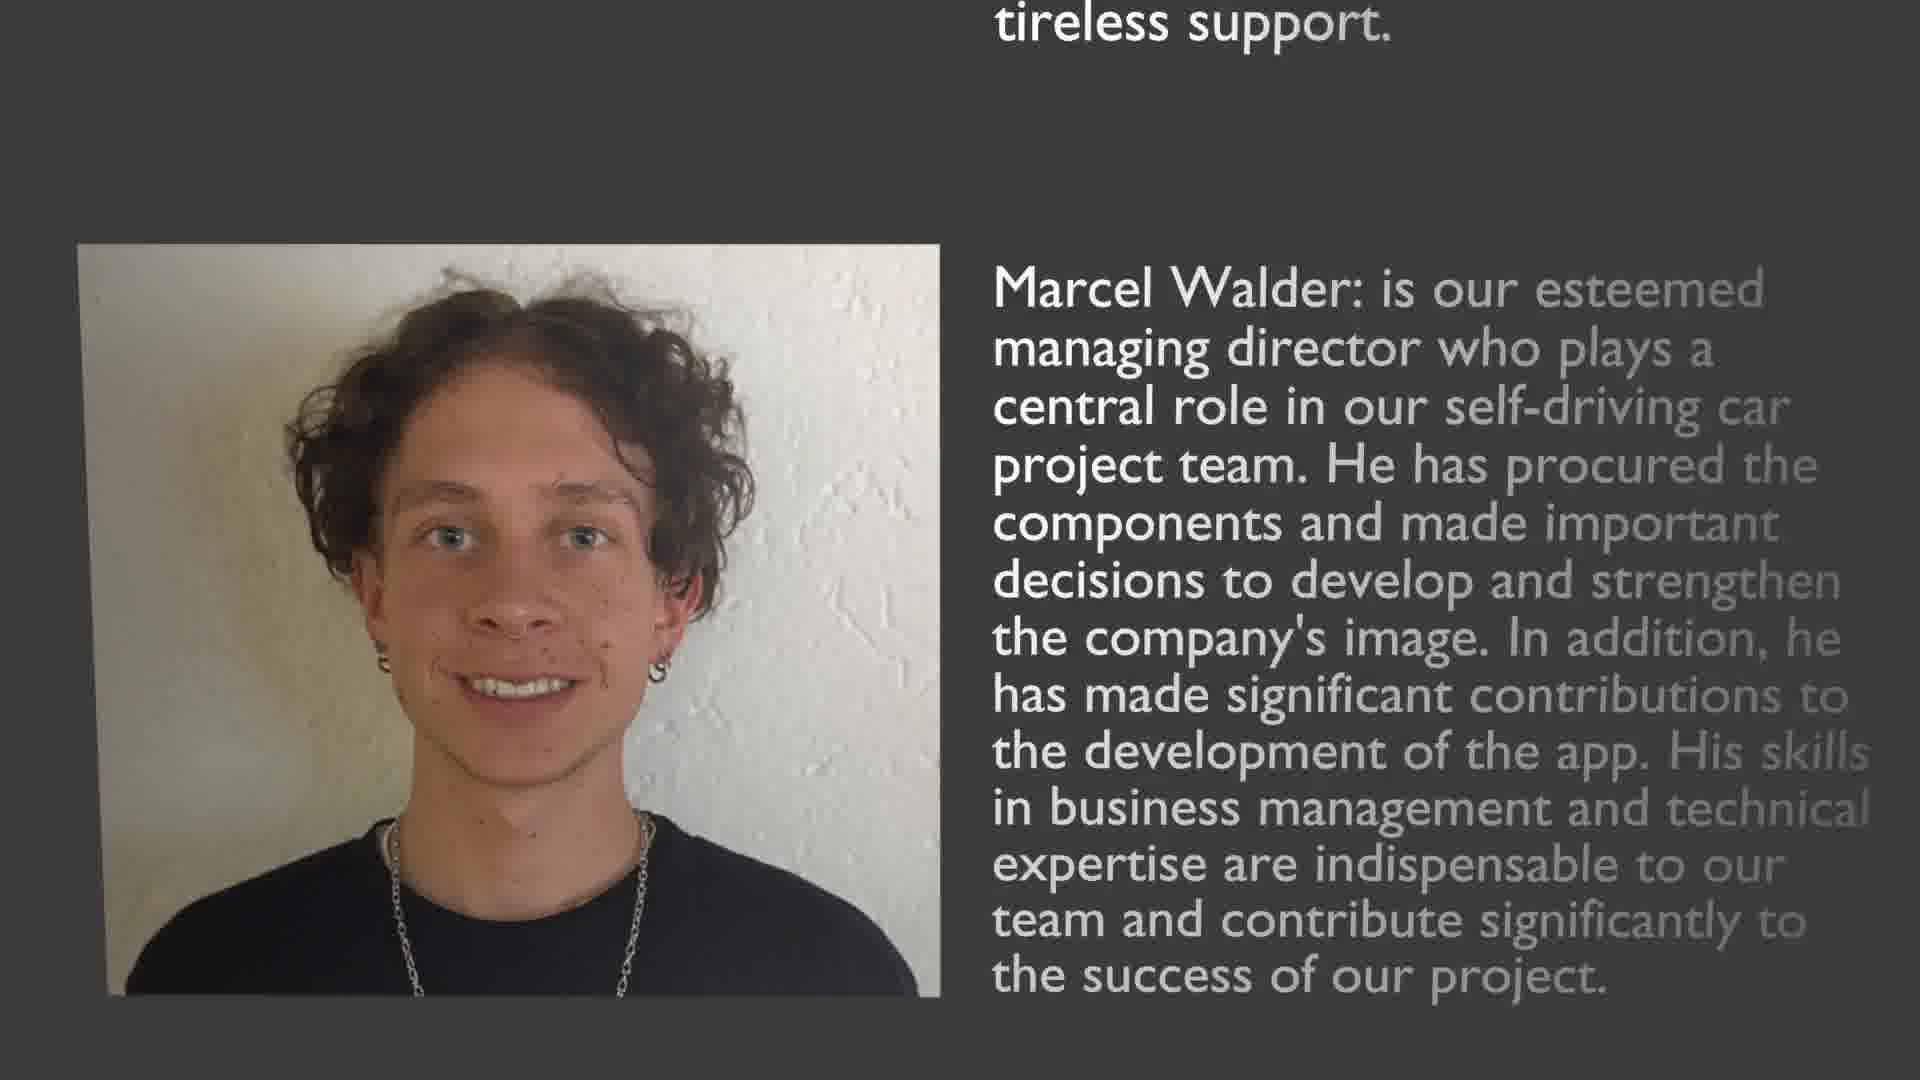 tireless support.
Marcel Walder: is our esteemed
managing director who plays a
central role in our self-driving car
project team. He has procured the
components and made important
decisions to develop and strengthen
the company's image. In addition, he
has made significant contributions to
the development of the app. His skills
in business management and technical
expertise are indispensable to our
team and contribute significantly to
the success of our project.